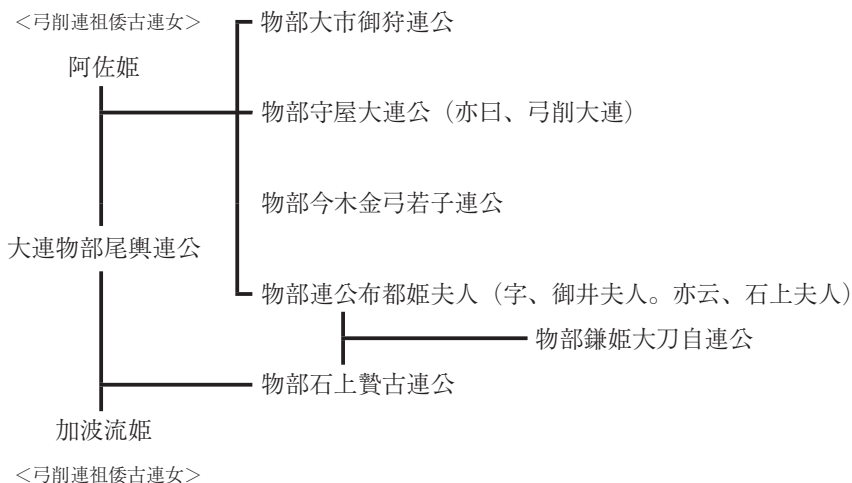 <弓削連祖倭古連女>
阿佐姫
物部大市御狩連公
物部守屋大連公（亦曰、弓削大連）
物部今木金弓若子連公
大連物部尾輿連公
物部連公布都姫夫人（字、御井夫人。亦云、石上夫人）
物部鎌姫大刀自連公
物部石上贄古連公
加波流姫
<弓削連祖倭古連女>